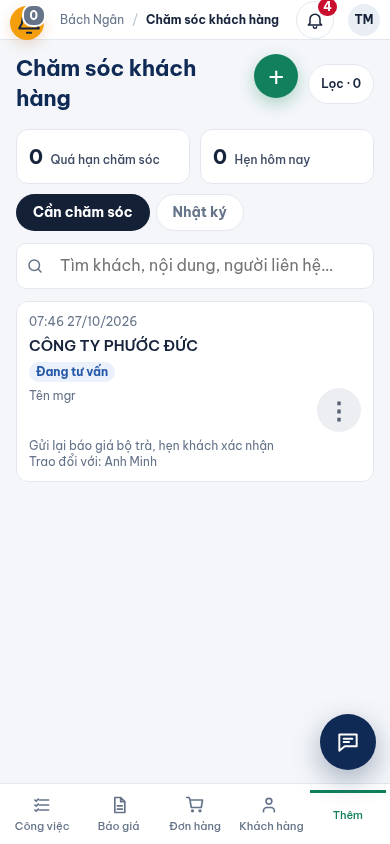 0
Bách Ngân / Chăm sóc khách hàng
4
TM
Chăm sóc khách
hàng
+
Lọc · 0
0 Quá hạn chăm sóc
0 Hẹn hôm nay
Cần chăm sóc
Nhật ký
Tìm khách, nội dung, người liên hệ...
07:46 27/10/2026
CÔNG TY PHƯỚC ĐỨC
Đang tư vấn
Tên mgr
Gửi lại báo giá bộ trà, hẹn khách xác nhận
Trao đổi với: Anh Minh
Công việc
Báo giá
Đơn hàng
Khách hàng
Thêm